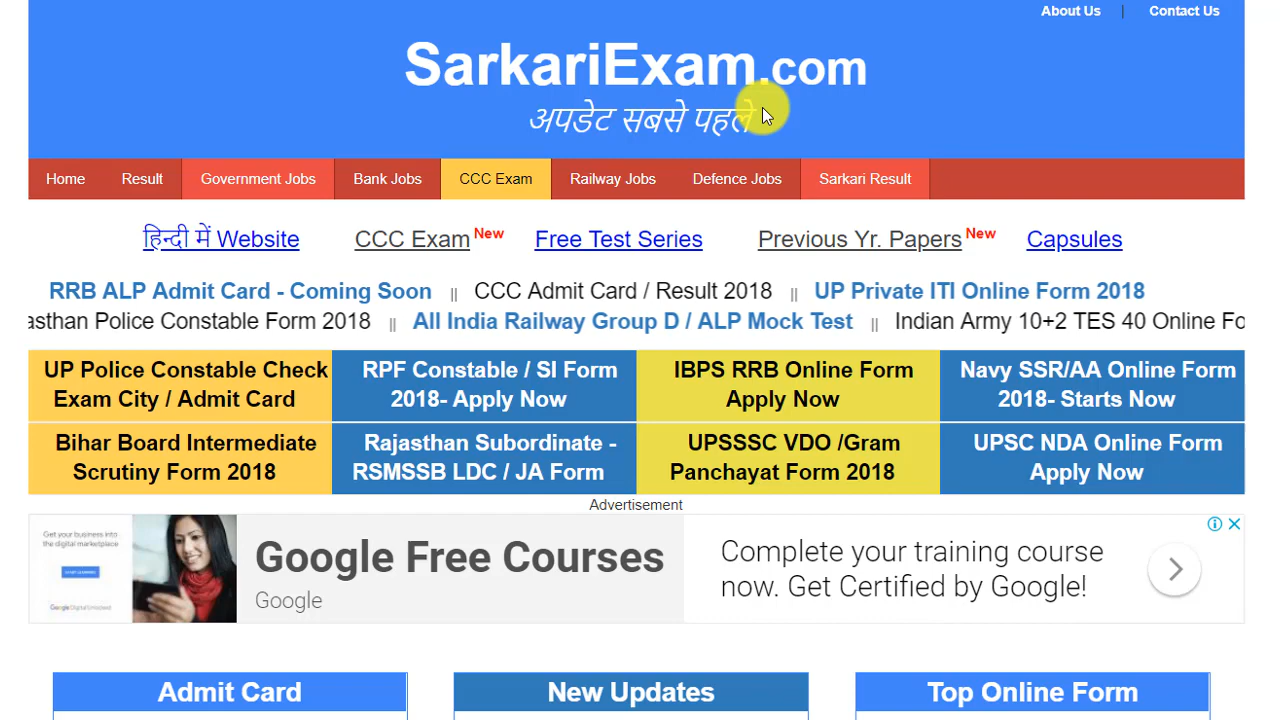 About Us | Contact Us
SarkariExam.com
अपडेट सबसे पहले
Home Result Government Jobs Bank Jobs CCC Exam Railway Jobs Defence Jobs Sarkari Result
हिन्दी में Website CCC Exam New Free Test Series Previous Yr. Papers New Capsules
RRB ALP Admit Card - Coming Soon || CCC Admit Card / Result 2018 || UP Private ITI Online Form 2018
asthan Police Constable Form 2018 || All India Railway Group D / ALP Mock Test || Indian Army 10+2 TES 40 Online Fo
UP Police Constable Check
Exam City / Admit Card
RPF Constable / SI Form
2018- Apply Now
IBPS RRB Online Form
Apply Now
Navy SSR/AA Online Form
2018- Starts Now
Bihar Board Intermediate
Scrutiny Form 2018
Rajasthan Subordinate -
RSMSSB LDC / JA Form
UPSSSC VDO /Gram
Panchayat Form 2018
UPSC NDA Online Form
Apply Now
Advertisement
Get your business into
the digital marketplace
Google Free Courses
Google
Complete your training course
now. Get Certified by Google!
Admit Card New Updates Top Online Form